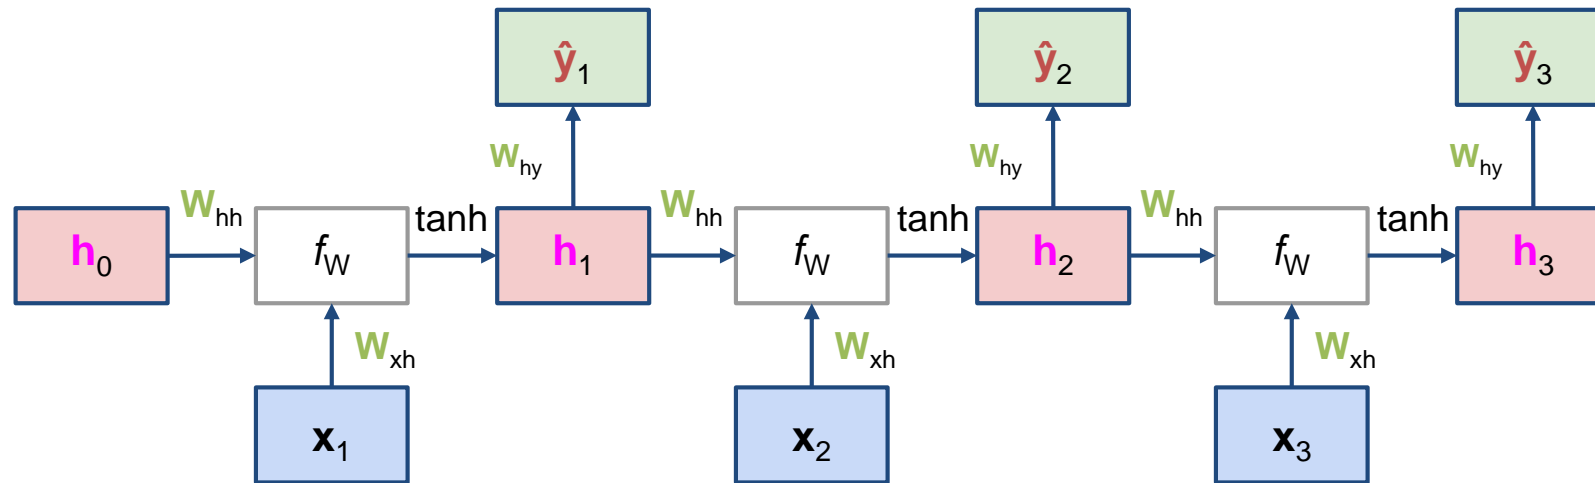 ŷ1 ŷ2 ŷ3
Why Why Why
Whh tanh Whh tanh Whh tanh
h0 fW h1 fW h2 fW h3
Wxh Wxh Wxh
x1 x2 x3